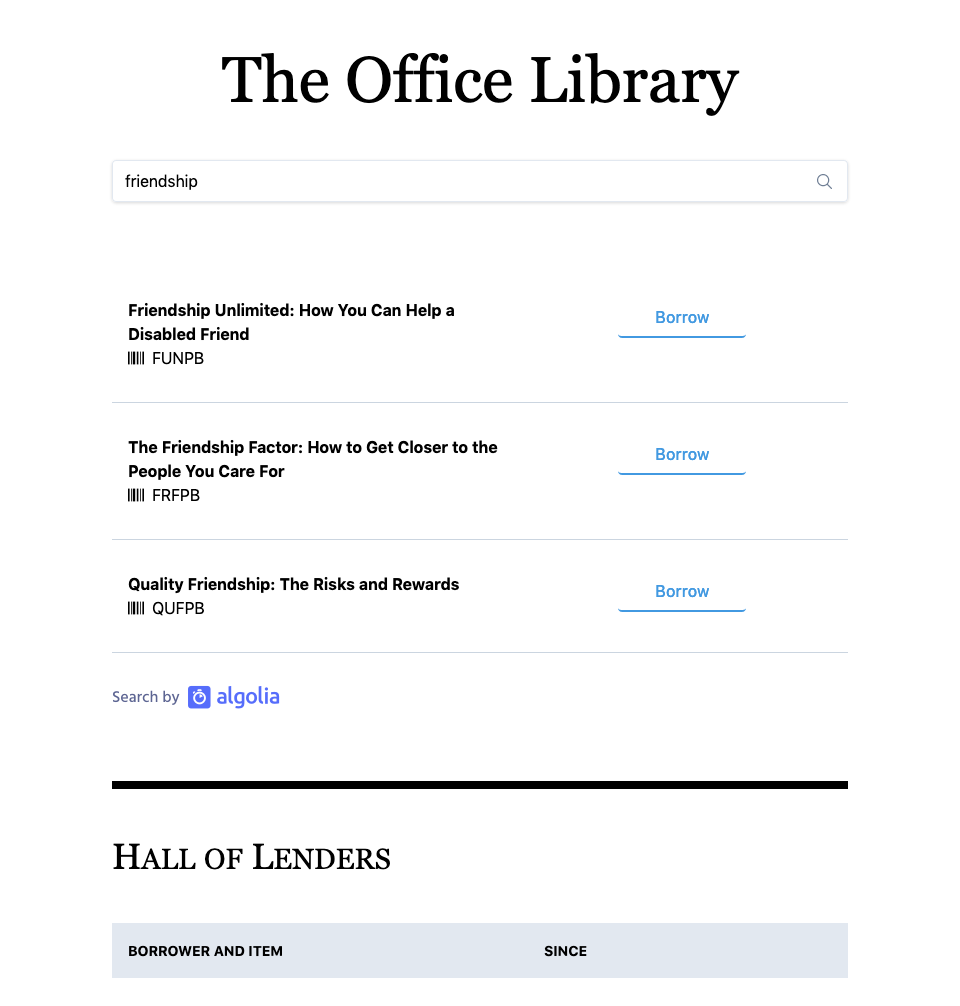 The Office Library
friendship
Friendship Unlimited: How You Can Help a
Disabled Friend
FUNPB
Borrow
The Friendship Factor: How to Get Closer to the
People You Care For
FRFPB
Borrow
Quality Friendship: The Risks and Rewards
QUFPB
Borrow
Search by algolia
HALL OF LENDERS
BORROWER AND ITEM SINCE